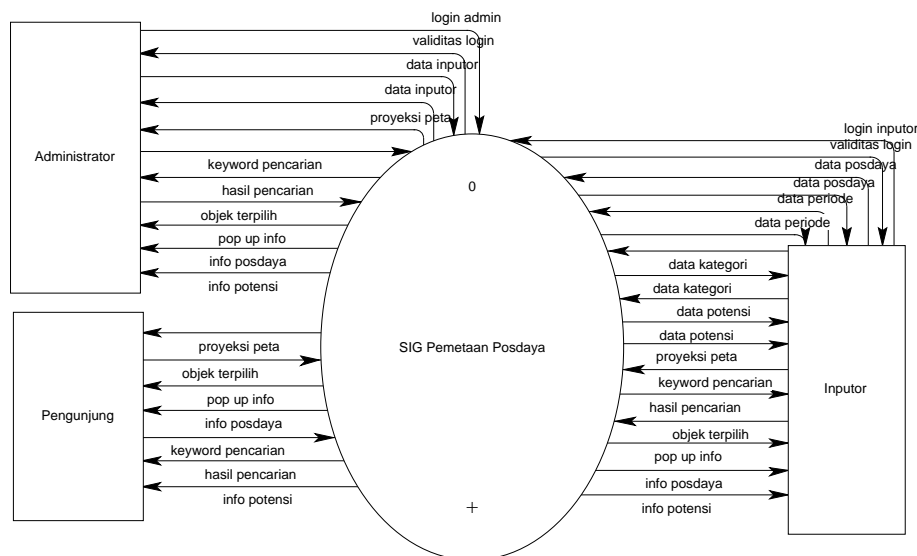 login admin
validitas login
data inputor
data inputor
proyeksi peta
Administrator
keyword pencarian
hasil pencarian
objek terpilih
pop up info
info posdaya
info potensi
Pengunjung
proyeksi peta
objek terpilih
pop up info
info posdaya
keyword pencarian
hasil pencarian
info potensi
0
SIG Pemetaan Posdaya
+
login inputor
validitas login
data posdaya
data posdaya
data periode
data periode
data kategori
data kategori
data potensi
data potensi
proyeksi peta
keyword pencarian
hasil pencarian
objek terpilih
pop up info
info posdaya
info potensi
Inputor